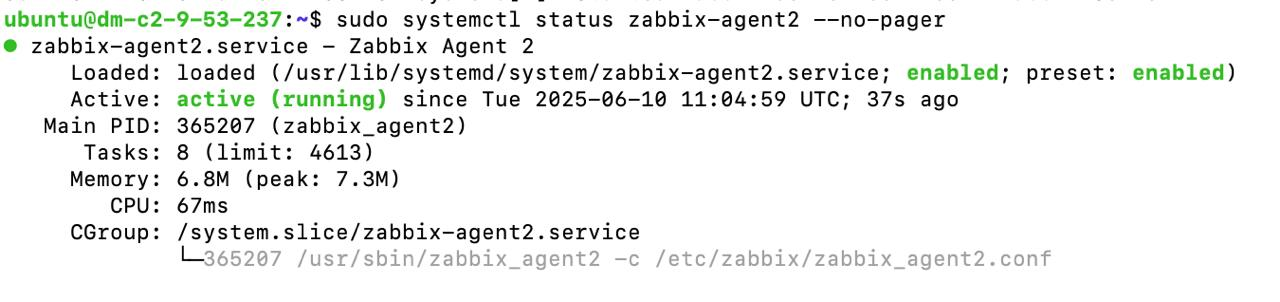 ubuntu@dm-c2-9-53-237:~$ sudo systemctl status zabbix-agent2 --no-pager
● zabbix-agent2.service - Zabbix Agent 2
     Loaded: loaded (/usr/lib/systemd/system/zabbix-agent2.service; enabled; preset: enabled)
     Active: active (running) since Tue 2025-06-10 11:04:59 UTC; 37s ago
   Main PID: 365207 (zabbix_agent2)
      Tasks: 8 (limit: 4613)
     Memory: 6.8M (peak: 7.3M)
        CPU: 67ms
     CGroup: /system.slice/zabbix-agent2.service
             └─365207 /usr/sbin/zabbix_agent2 -c /etc/zabbix/zabbix_agent2.conf